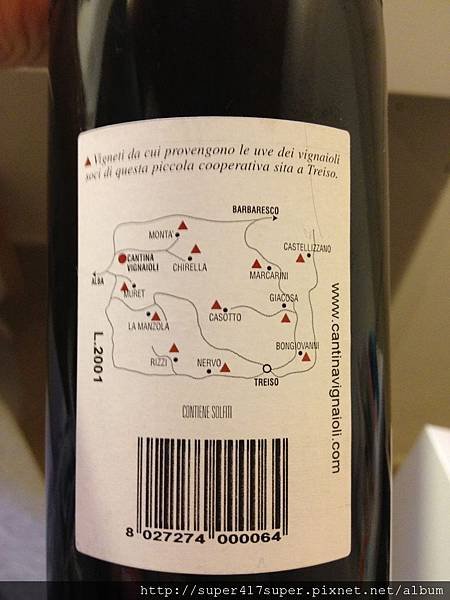 Vigneti da cui provengono le uve dei vignaioli
soci di questa piccola cooperativa sita a Treiso.
BARBARESCO
MONTA'
CASTELLIZZANO
CANTINA
VIGNAIOLI
CHIRELLA
MARCARINI
ALBA
MURET
GIACOSA
CASOTTO
LA MANZOLA
BONGIOVANNI
RIZZI
NERVO
TREISO
L.2001
www.cantinavignaioli.com
CONTIENE SOLFITI
8 027274 000064
http://super417super.pixnet.net/album